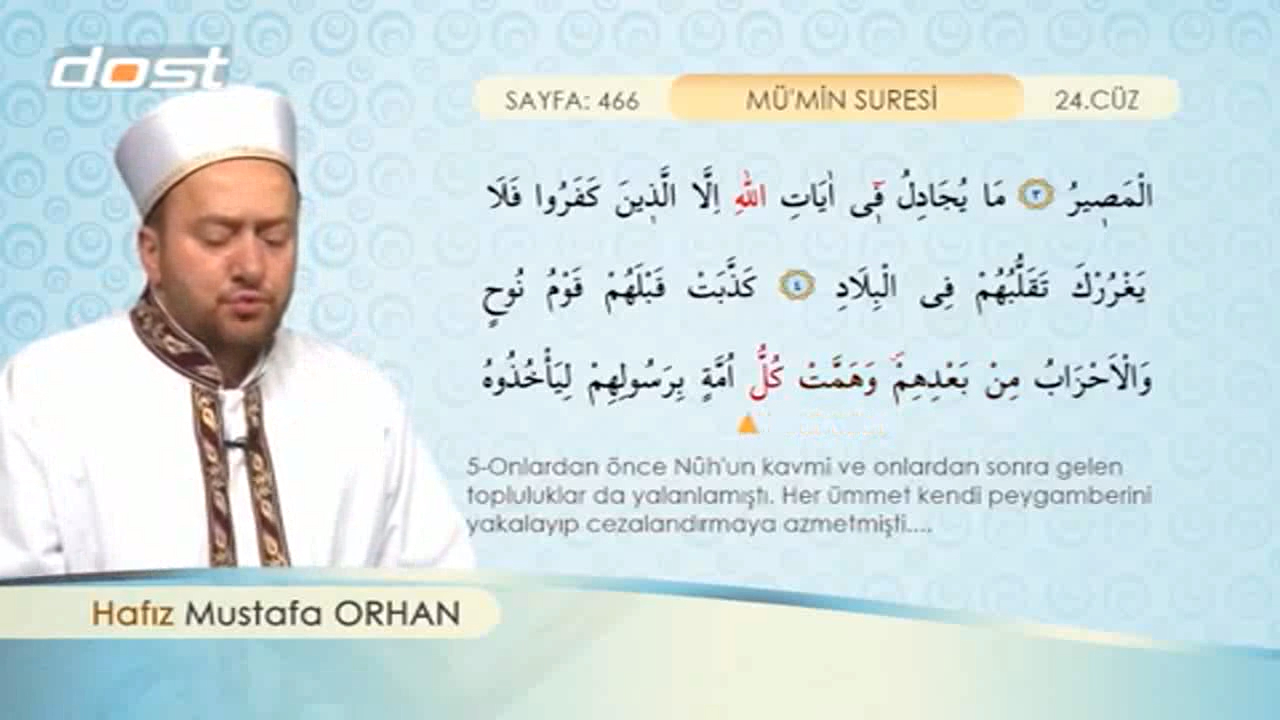 dost
SAYFA: 466
MÜ'MİN SURESİ
24.CÜZ
الْمَص۪يرُ ﴿٣﴾ مَا يُجَادِلُ ف۪ٓى اٰيَاتِ اللّٰهِ اِلَّا الَّذ۪ينَ كَفَرُوا فَلَا
يَغْرُرْكَ تَقَلُّبُهُمْ فِى الْبِلَادِ ﴿٤﴾ كَذَّبَتْ قَبْلَهُمْ قَوْمُ نُوحٍ
وَالْاَحْزَابُ مِنْ بَعْدِهِمْ وَهَمَّتْ كُلُّ اُمَّةٍ بِرَسُولِهِمْ لِيَأْخُذُوهُ
5-Onlardan önce Nûh'un kavmi ve onlardan sonra gelen
topluluklar da yalanlamıştı. Her ümmet kendi peygamberini
yakalayıp cezalandırmaya azmetmişti....
Hafız Mustafa ORHAN